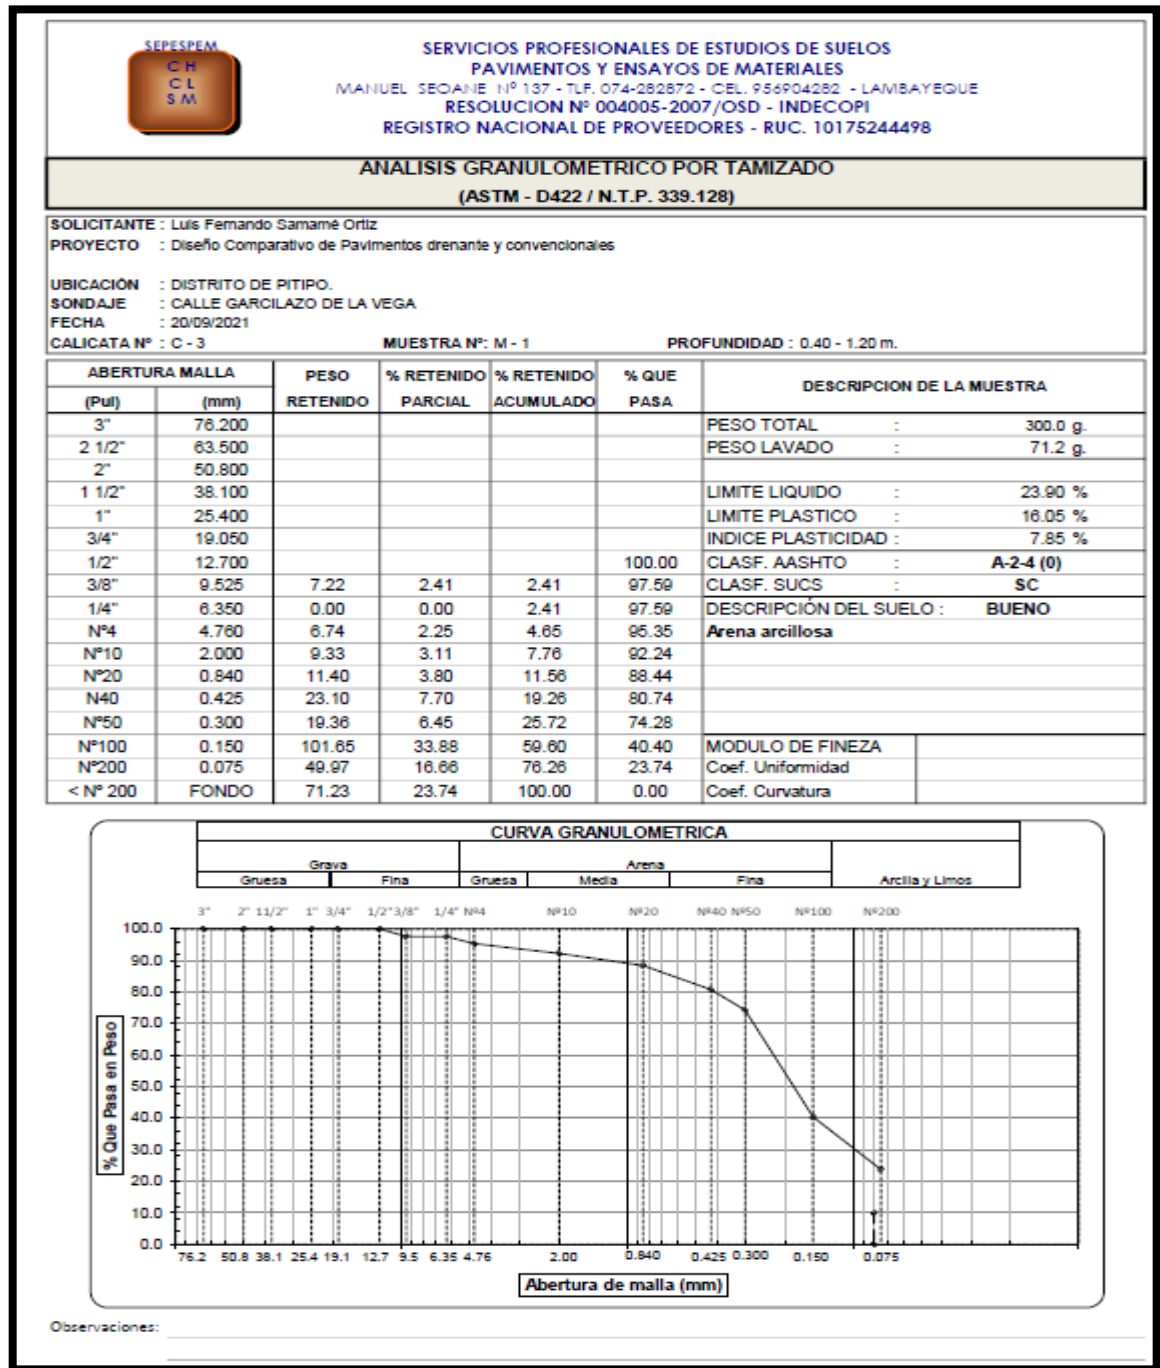 SEPESPEM
CH
CL
SM
SERVICIOS PROFESIONALES DE ESTUDIOS DE SUELOS
PAVIMENTOS Y ENSAYOS DE MATERIALES
MANUEL SEOANE Nº 137 - TLF. 074-282872 - CEL. 956904282 - LAMBAYEQUE
RESOLUCION Nº 004005-2007/OSD - INDECOPI
REGISTRO NACIONAL DE PROVEEDORES - RUC. 10175244498
ANALISIS GRANULOMETRICO POR TAMIZADO
(ASTM - D422 / N.T.P. 339.128)
SOLICITANTE : Luis Fernando Samamé Ortiz
PROYECTO : Diseño Comparativo de Pavimentos drenante y convencionales
UBICACIÓN : DISTRITO DE PITIPO.
SONDAJE : CALLE GARCILAZO DE LA VEGA
FECHA : 20/09/2021
CALICATA Nº : C - 3 MUESTRA Nº: M - 1 PROFUNDIDAD : 0.40 - 1.20 m.
ABERTURA MALLA PESO % RETENIDO % RETENIDO % QUE DESCRIPCION DE LA MUESTRA
(Pul) (mm) RETENIDO PARCIAL ACUMULADO PASA
3" 76.200 PESO TOTAL : 300.0 g.
2 1/2" 63.500 PESO LAVADO : 71.2 g.
2" 50.800
1 1/2" 38.100 LIMITE LIQUIDO : 23.90 %
1" 25.400 LIMITE PLASTICO : 16.05 %
3/4" 19.050 INDICE PLASTICIDAD : 7.85 %
1/2" 12.700 100.00 CLASF. AASHTO : A-2-4 (0)
3/8" 9.525 7.22 2.41 2.41 97.59 CLASF. SUCS : SC
1/4" 6.350 0.00 0.00 2.41 97.59 DESCRIPCIÓN DEL SUELO : BUENO
Nº4 4.760 6.74 2.25 4.65 95.35 Arena arcillosa
Nº10 2.000 9.33 3.11 7.76 92.24
Nº20 0.840 11.40 3.80 11.56 88.44
N40 0.425 23.10 7.70 19.26 80.74
Nº50 0.300 19.36 6.45 25.72 74.28
Nº100 0.150 101.65 33.88 59.60 40.40 MODULO DE FINEZA
Nº200 0.075 49.97 16.66 76.26 23.74 Coef. Uniformidad
< Nº 200 FONDO 71.23 23.74 100.00 0.00 Coef. Curvatura
CURVA GRANULOMETRICA
Grava Arena
Gruesa Fina Gruesa Media Fina Arcilla y Limos
3" 2" 11/2" 1" 3/4" 1/2"3/8" 1/4" Nº4 Nº10 Nº20 Nº40 Nº50 Nº100 Nº200
100.0
90.0
80.0
70.0
60.0
50.0
40.0
30.0
20.0
10.0
0.0
% Que Pasa en Peso
76.2 50.8 38.1 25.4 19.1 12.7 9.5 6.35 4.76 2.00 0.840 0.425 0.300 0.150 0.075
Abertura de malla (mm)
Observaciones: